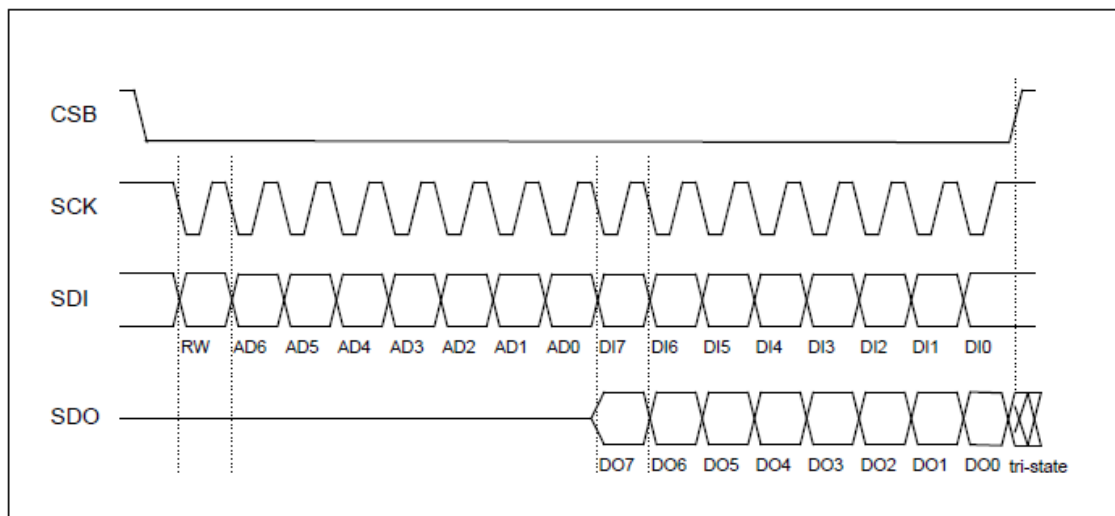 CSB
SCK
SDI
RW AD6 AD5 AD4 AD3 AD2 AD1 AD0 DI7 DI6 DI5 DI4 DI3 DI2 DI1 DI0
SDO
DO7 DO6 DO5 DO4 DO3 DO2 DO1 DO0 tri-state